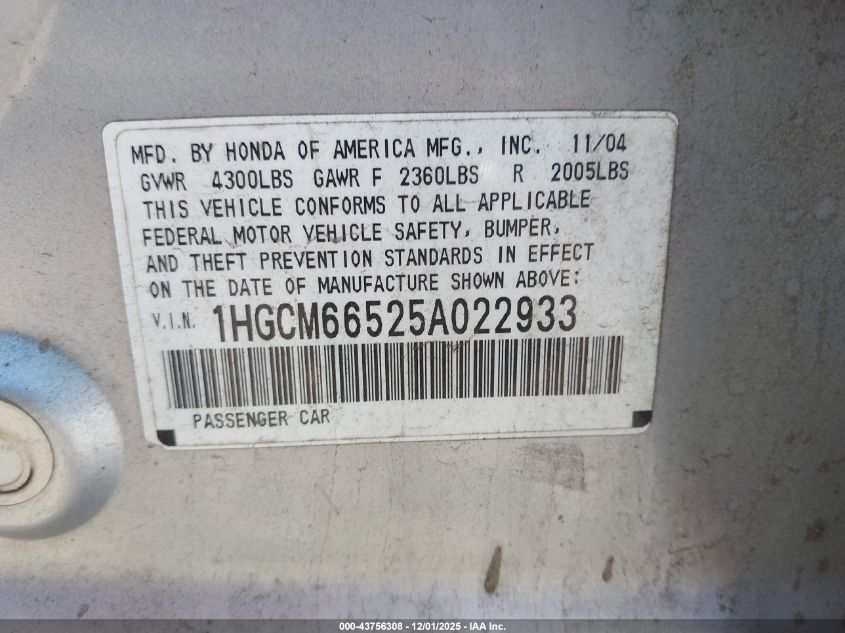 MFD. BY HONDA OF AMERICA MFG., INC. 11/04
GVWR 4300LBS GAWR F 2360LBS R 2005LBS
THIS VEHICLE CONFORMS TO ALL APPLICABLE
FEDERAL MOTOR VEHICLE SAFETY, BUMPER,
AND THEFT PREVENTION STANDARDS IN EFFECT
ON THE DATE OF MANUFACTURE SHOWN ABOVE:
V.I.N. 1HGCM66525A022933
PASSENGER CAR
000-43756308 - 12/01/2025 - IAA Inc.